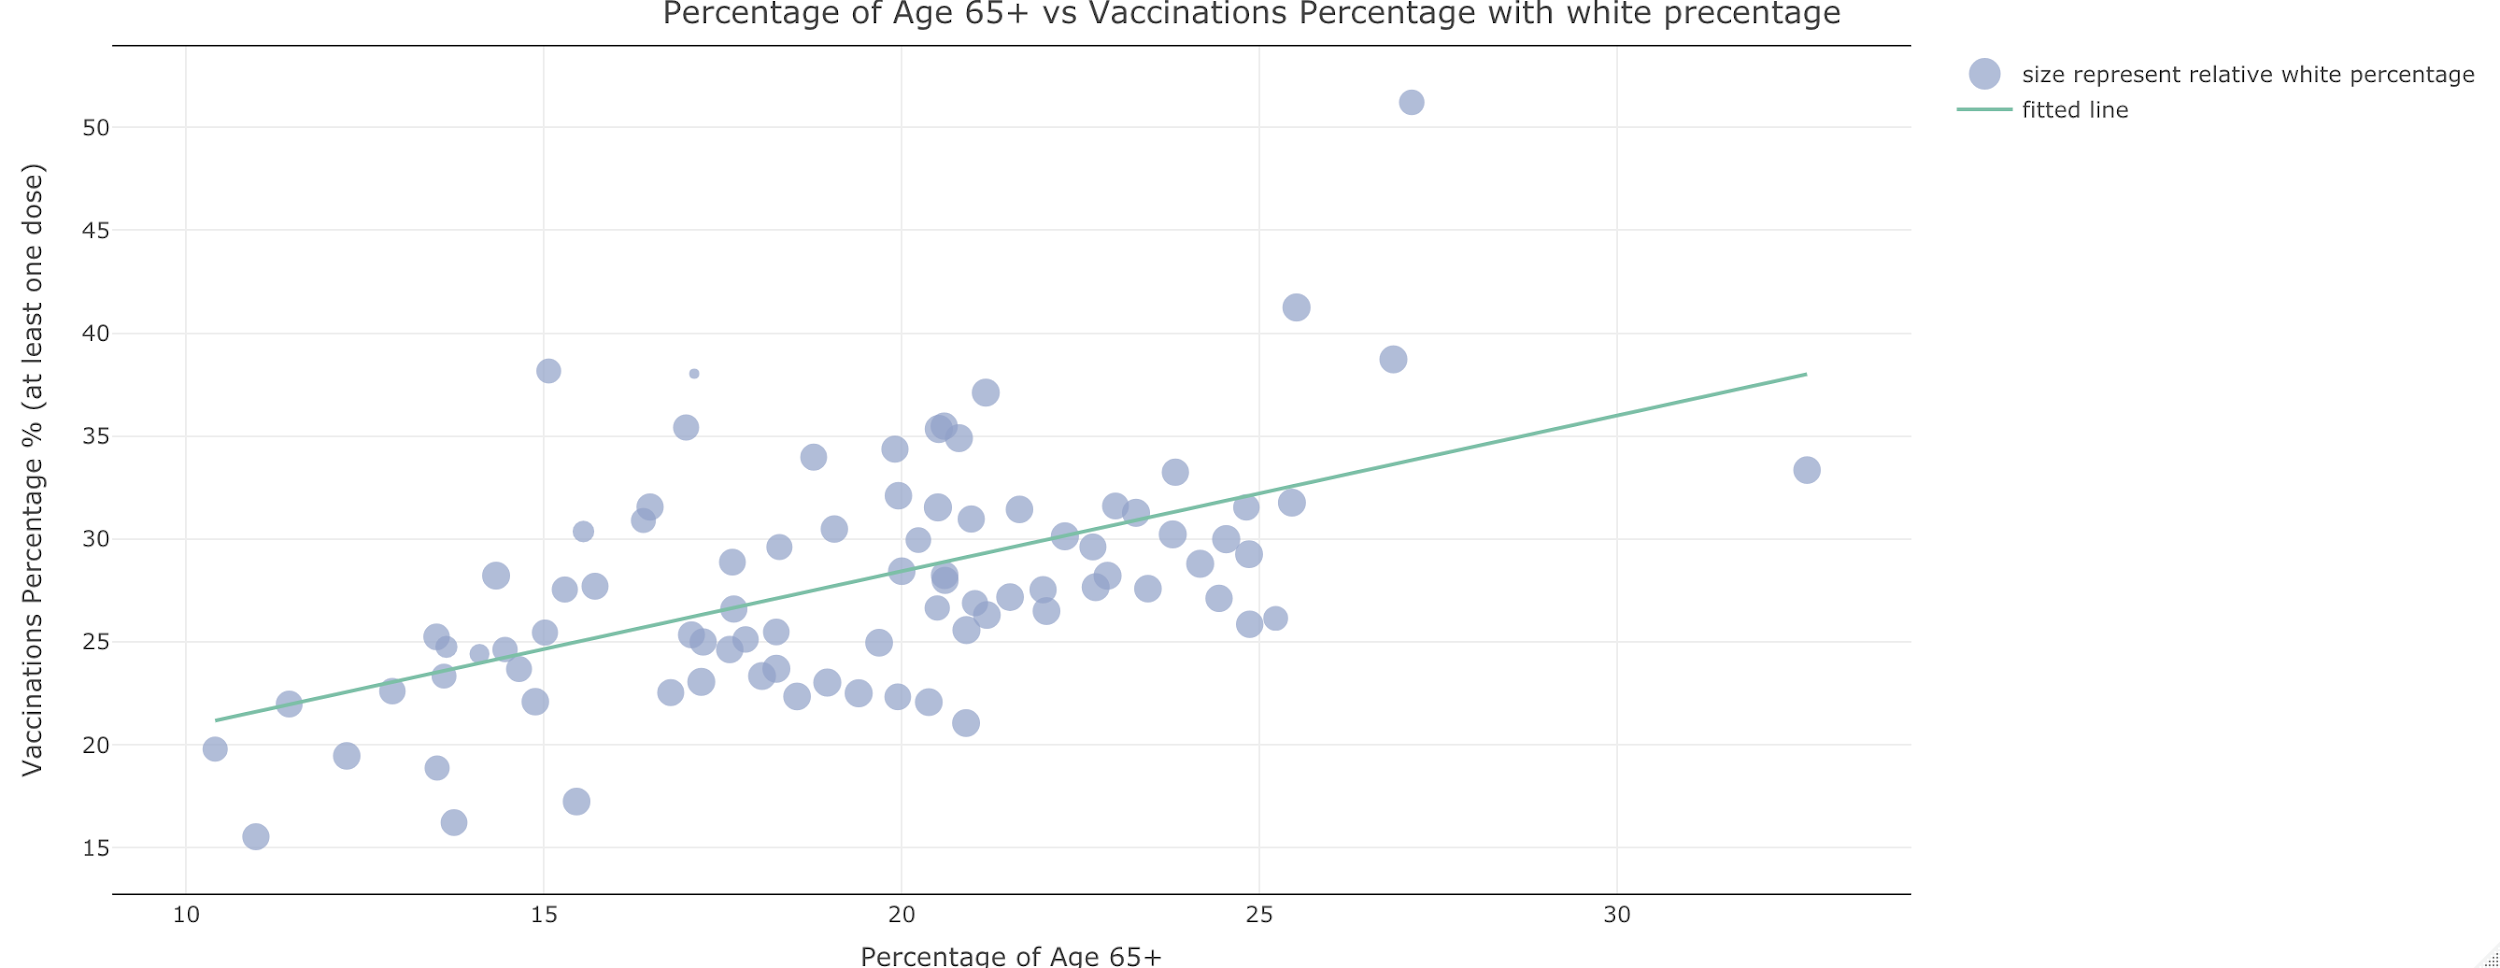 Percentage of Age 65+ vs Vaccinations Percentage with white precentage
size represent relative white percentage
fitted line
Vaccinations Percentage % (at least one dose)
50
45
40
35
30
25
20
15
10
15
20
25
30
Percentage of Age 65+